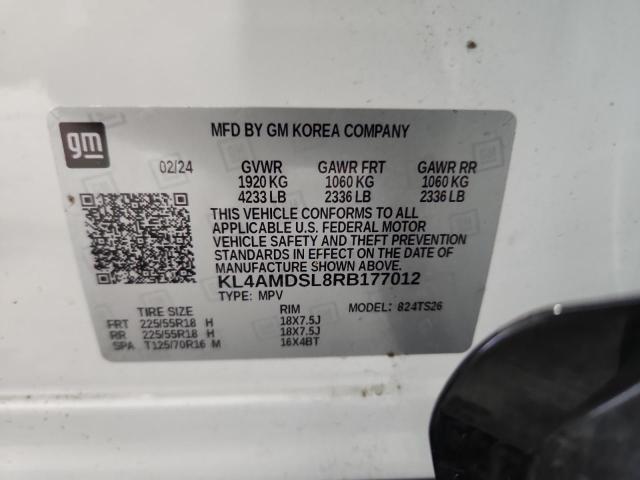 gm
MFD BY GM KOREA COMPANY
02/24 GVWR GAWR FRT GAWR RR
1920 KG 1060 KG 1060 KG
4233 LB 2336 LB 2336 LB
THIS VEHICLE CONFORMS TO ALL
APPLICABLE U.S. FEDERAL MOTOR
VEHICLE SAFETY AND THEFT PREVENTION
STANDARDS IN EFFECT ON THE DATE OF
MANUFACTURE SHOWN ABOVE.
KL4AMDSL8RB177012
TYPE: MPV MODEL: 824TS26
TIRE SIZE RIM
FRT 225/55R18 H 18X7.5J
RR 225/55R18 H 18X7.5J
SPA T125/70R16 M 16X4BT